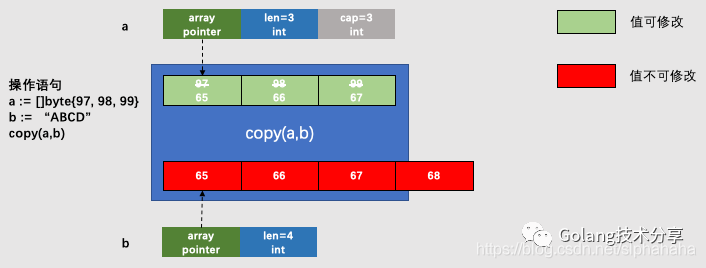 a
array
pointer
len=3
int
cap=3
int
值可修改
值不可修改
操作语句
a := []byte{97, 98, 99}
b := “ABCD”
copy(a,b)
97
65
98
66
99
67
copy(a,b)
65
66
67
68
b
array
pointer
len=4
int
Golang技术分享
https://blog.csdn.net/siphahaha